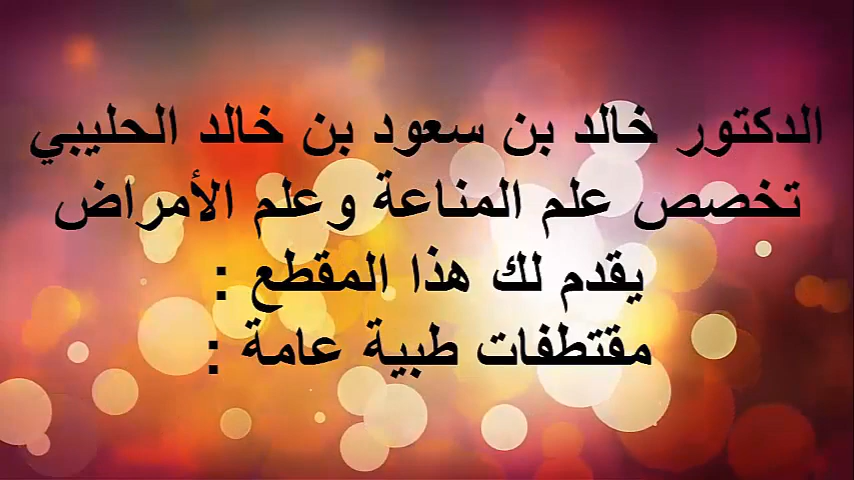 الدكتور خالد بن سعود بن خالد الحليبي
تخصص علم المناعة وعلم الأمراض
يقدم لك هذا المقطع :
مقتطفات طبية عامة :